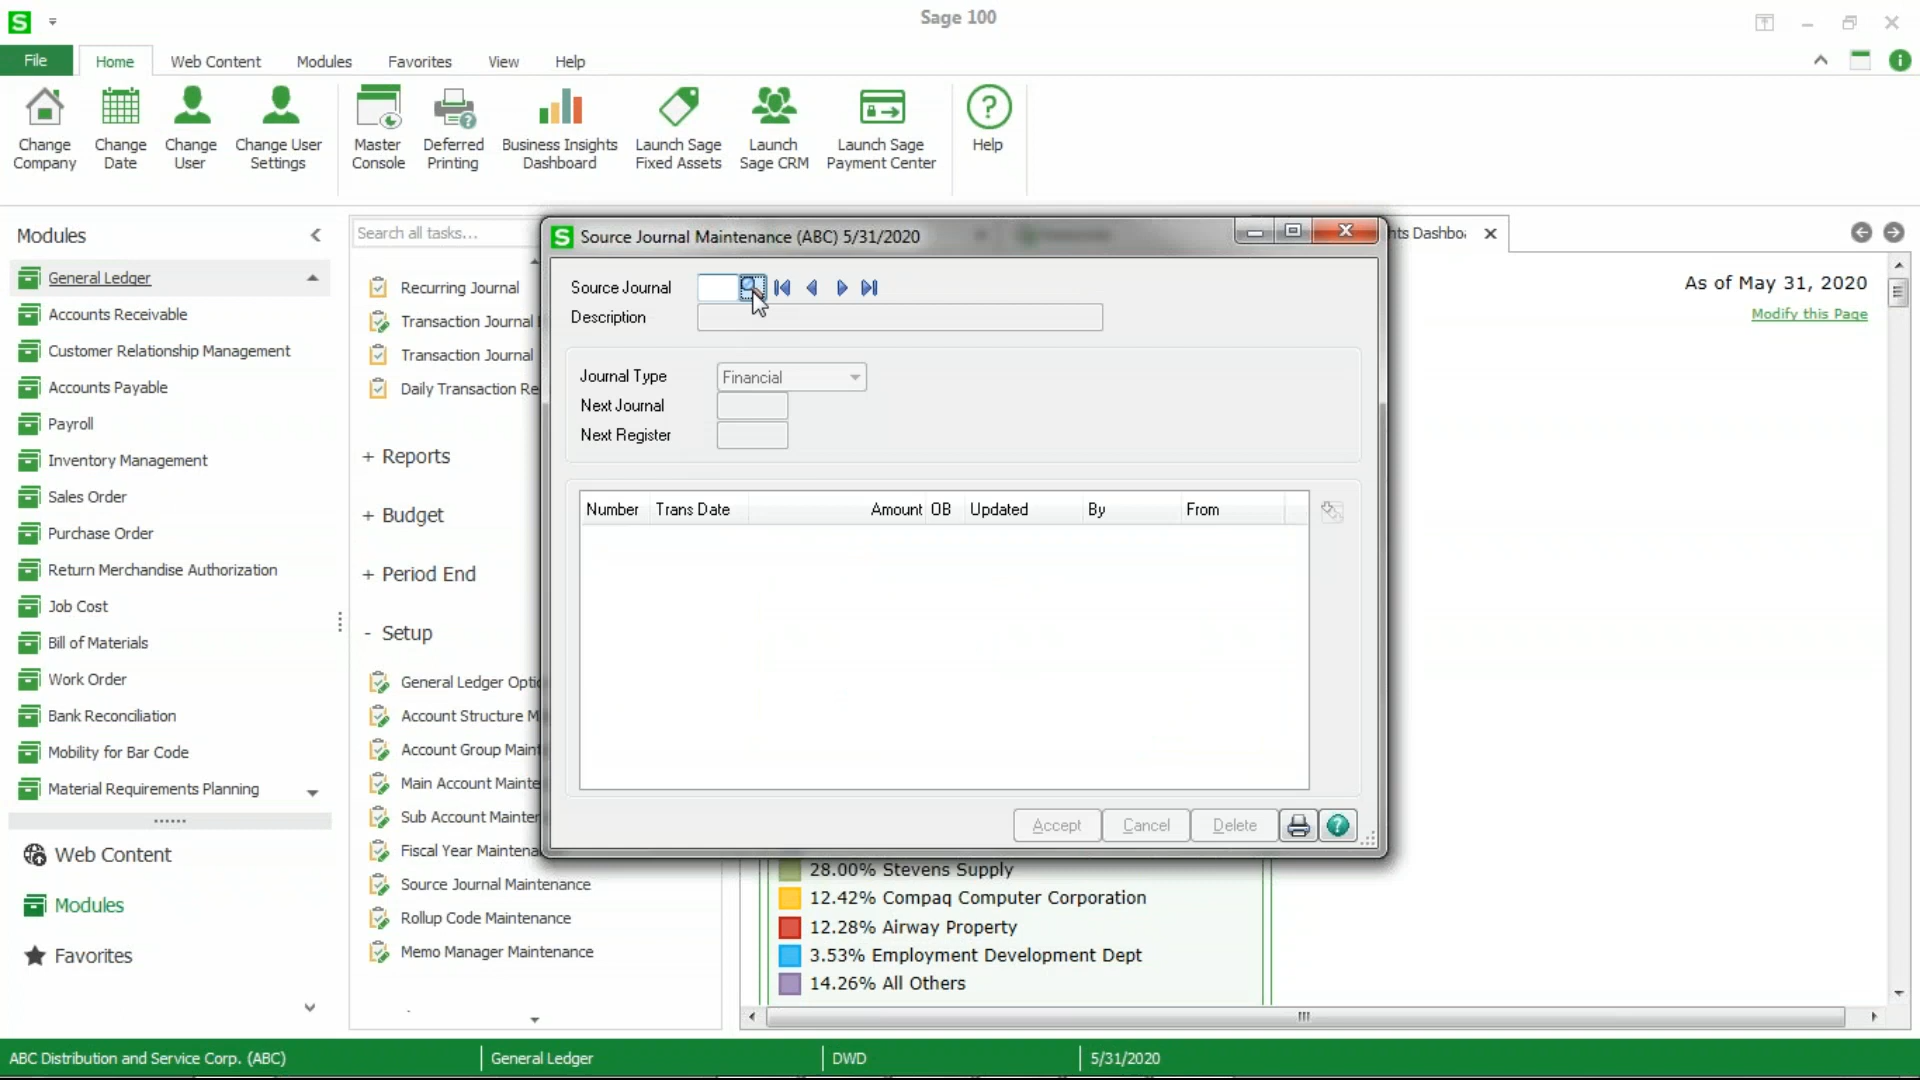 S
Sage 100
File
Home
Web Content
Modules
Favorites
View
Help
i
Change Company
Change Date
Change User
Change User Settings
Master Console
Deferred Printing
Business Insights Dashboard
Launch Sage Fixed Assets
Launch Sage CRM
Launch Sage Payment Center
Help
Modules
General Ledger
Accounts Receivable
Customer Relationship Management
Accounts Payable
Payroll
Inventory Management
Sales Order
Purchase Order
Return Merchandise Authorization
Job Cost
Bill of Materials
Work Order
Bank Reconciliation
Mobility for Bar Code
Material Requirements Planning
Web Content
Modules
Favorites
Search all tasks...
Recurring Journal
Transaction Journal
Transaction Journal
Daily Transaction Re
+ Reports
+ Budget
+ Period End
- Setup
General Ledger Optio
Account Structure M
Account Group Maint
Main Account Mainte
Sub Account Mainter
Fiscal Year Maintena
Source Journal Maintenance
Rollup Code Maintenance
Memo Manager Maintenance
S Source Journal Maintenance (ABC) 5/31/2020
Source Journal
Description
Journal Type Financial
Next Journal
Next Register
Number Trans Date Amount OB Updated By From
Accept Cancel Delete
hts Dashbo
As of May 31, 2020
Modify this Page
28.00% Stevens Supply
12.42% Compaq Computer Corporation
12.28% Airway Property
3.53% Employment Development Dept
14.26% All Others
ABC Distribution and Service Corp. (ABC) General Ledger DWD 5/31/2020